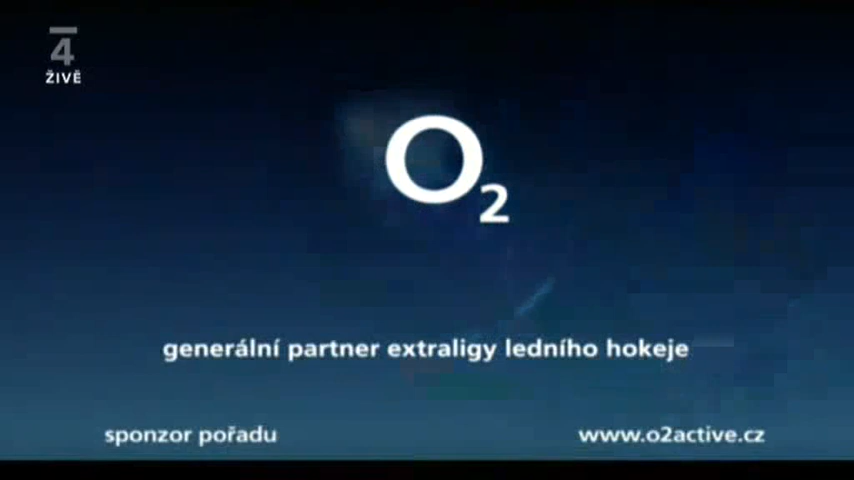 4
ŽIVĚ
O2
generální partner extraligy ledního hokeje
sponzor pořadu
www.o2active.cz